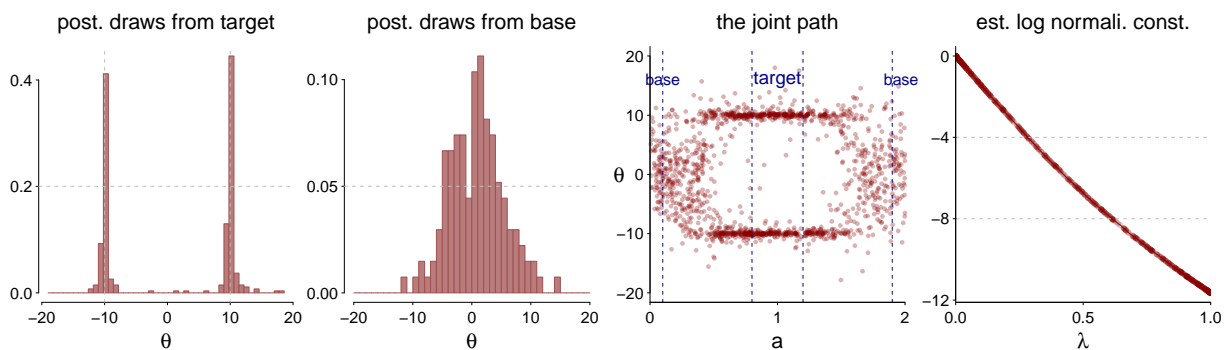 post. draws from target
0.4
0.2
0.0
−20 −10 0 10 20
θ
post. draws from base
0.10
0.05
0.00
−20 −10 0 10 20
θ
the joint path
20
10
0
−10
−20
θ
base target base
0 1 2
a
est. log normali. const.
0
−4
−8
−12
0.0 0.5 1.0
λ